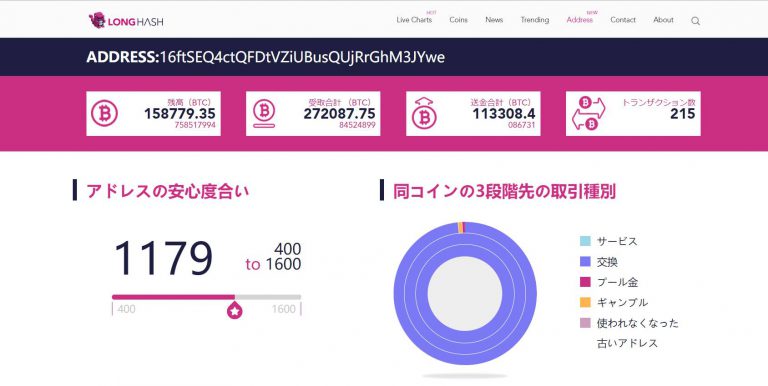 LONGHASH
HOT
NEW
Live Charts Coins News Trending Address Contact About
ADDRESS:16ftSEQ4ctQFDtVZiUBusQUjRrGhM3JYwe
残高（BTC）
158779.35
758517994
受取合計（BTC）
272087.75
84524899
送金合計（BTC）
113308.4
086731
トランザクション数
215
アドレスの安心度合い
1179
400
to 1600
400
1600
同コインの3段階先の取引種別
サービス
交換
プール金
ギャンブル
使われなくなった
古いアドレス